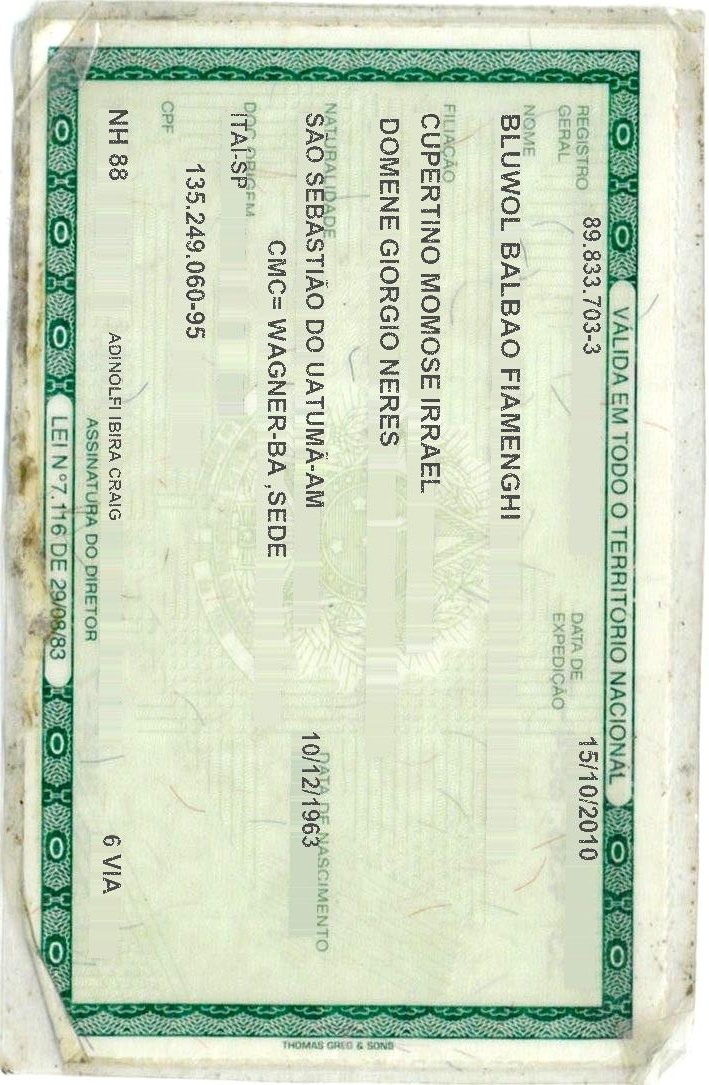 VÁLIDA EM TODO O TERRITÓRIO NACIONAL
REGISTRO GERAL 89.833.703-3 DATA DE EXPEDIÇÃO 15/10/2010
NOME
BLUWOL BALBAO FIAMENGHI
FILIAÇÃO
CUPERTINO MOMOSE IRRAEL
DOMENE GIORGIO NERES
NATURALIDADE DATA DE NASCIMENTO
SÃO SEBASTIÃO DO UATUMÃ-AM 10/12/1963
CMC= WAGNER-BA ,SEDE
DOC ORIGEM
ITAI-SP
135.249.060-95
CPF
NH 88 ADINOLFI IBIRA CRAIG 6 VIA
ASSINATURA DO DIRETOR
LEI Nº 7.116 DE 29/08/83
THOMAS GREG & SONS